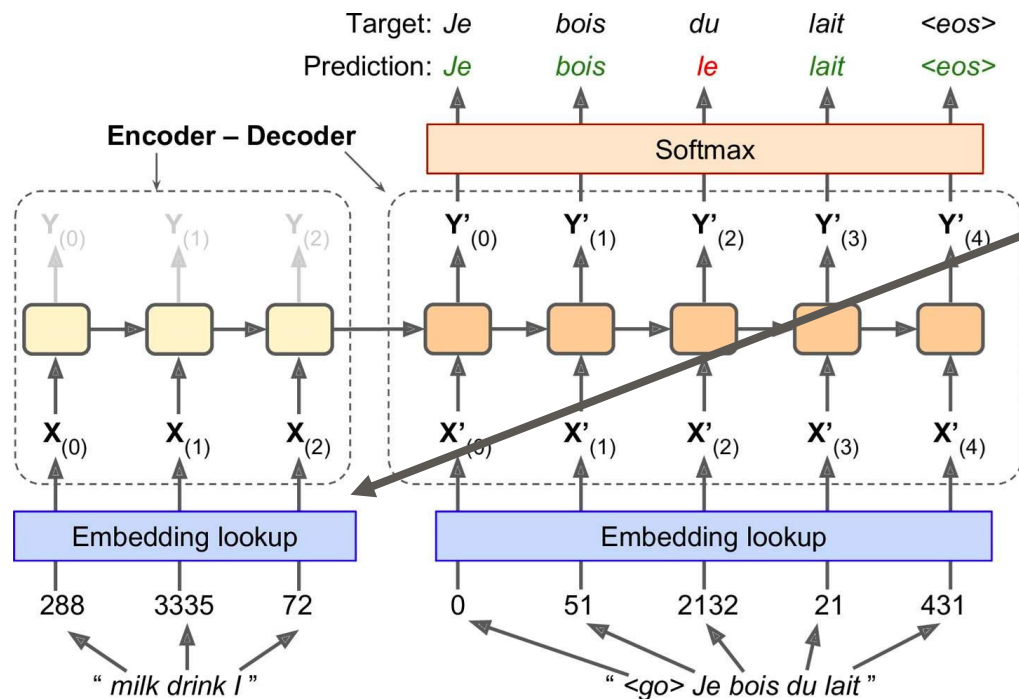 Target: Je bois du lait <eos>
Prediction: Je bois le lait <eos>
Encoder – Decoder
Softmax
Y(0) Y(1) Y(2) Y'(0) Y'(1) Y'(2) Y'(3) Y'(4)
X(0) X(1) X(2) X'(0) X'(1) X'(2) X'(3) X'(4)
Embedding lookup Embedding lookup
288 3335 72 0 51 2132 21 431
“ milk drink I ” “ <go> Je bois du lait ”